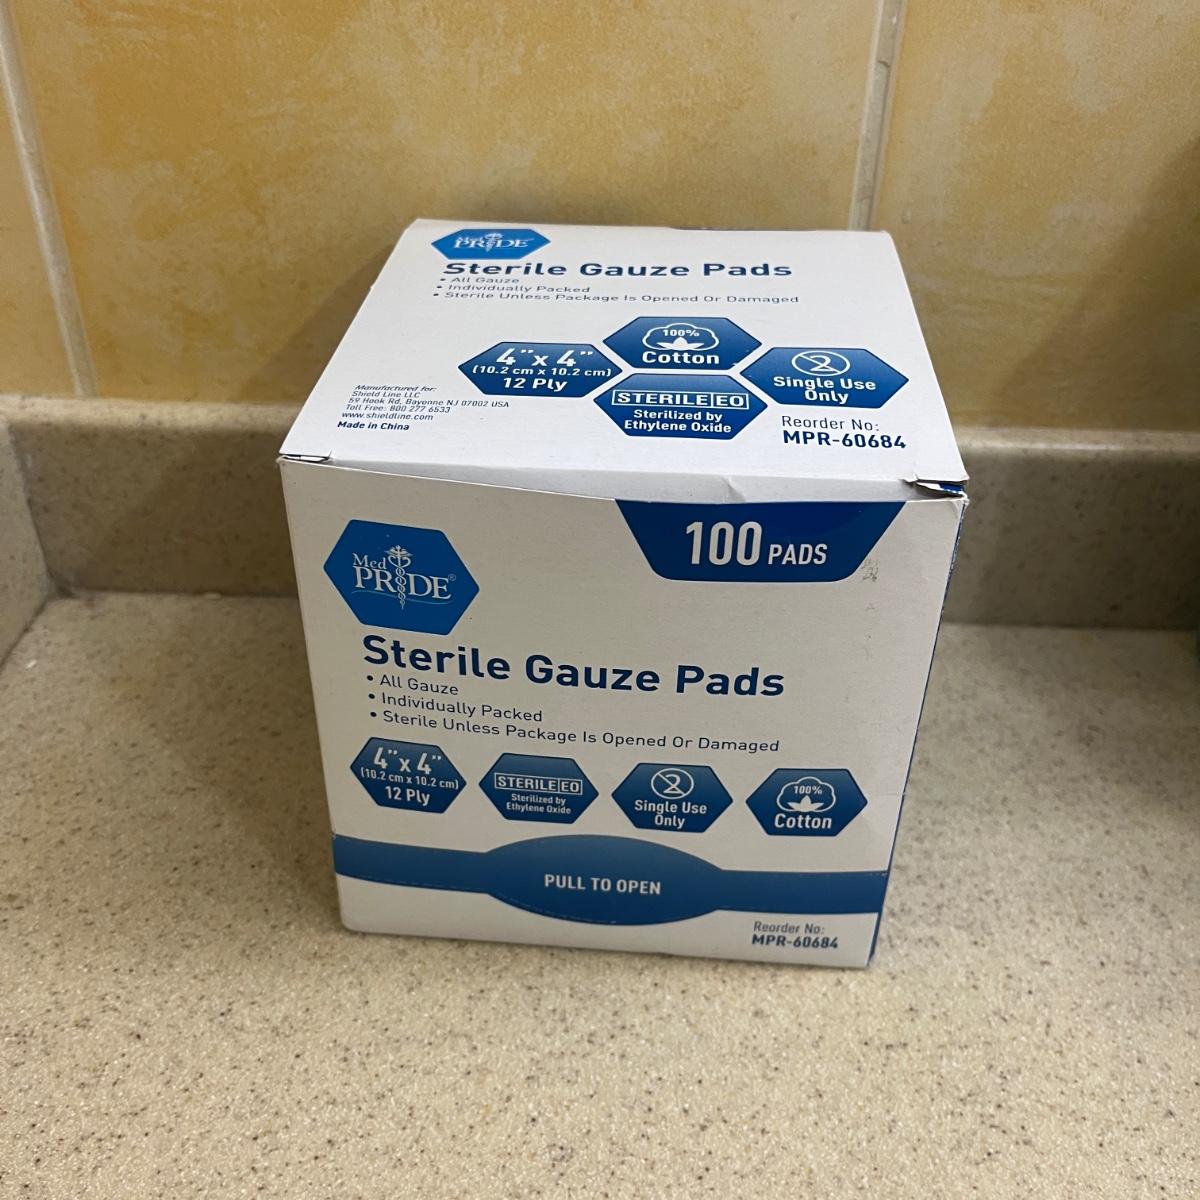 Med
PRIDE
Sterile Gauze Pads
• All Gauze
• Individually Packed
• Sterile Unless Package Is Opened Or Damaged
4" x 4"
(10.2 cm x 10.2 cm)
12 Ply
100%
Cotton
STERILE EO
Sterilized by
Ethylene Oxide
2
Single Use
Only
Manufactured for:
Shield Line LLC
59 Hook Rd, Bayonne NJ 07002 USA
Toll Free: 800 277 6533
www.shieldline.com
Made in China
Reorder No:
MPR-60684
100 PADS
Med
PRIDE®
Sterile Gauze Pads
• All Gauze
• Individually Packed
• Sterile Unless Package Is Opened Or Damaged
4" x 4"
(10.2 cm x 10.2 cm)
12 Ply
STERILE EO
Sterilized by
Ethylene Oxide
2
Single Use
Only
100%
Cotton
PULL TO OPEN
Reorder No:
MPR-60684